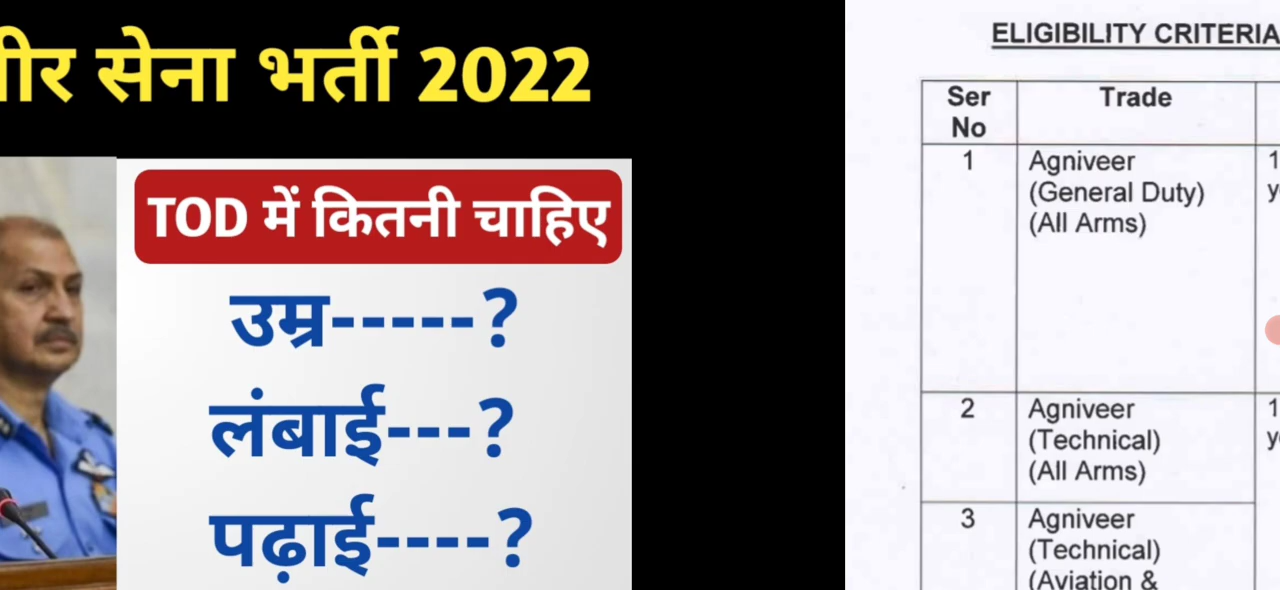 सेना भर्ती 2022
TOD में कितनी चाहिए
उम्र-----?
लंबाई---?
पढ़ाई----?
ELIGIBILITY CRITERIA
Ser No
Trade
1
Agniveer
(General Duty)
(All Arms)
2
Agniveer
(Technical)
(All Arms)
3
Agniveer
(Technical)
(Aviation &